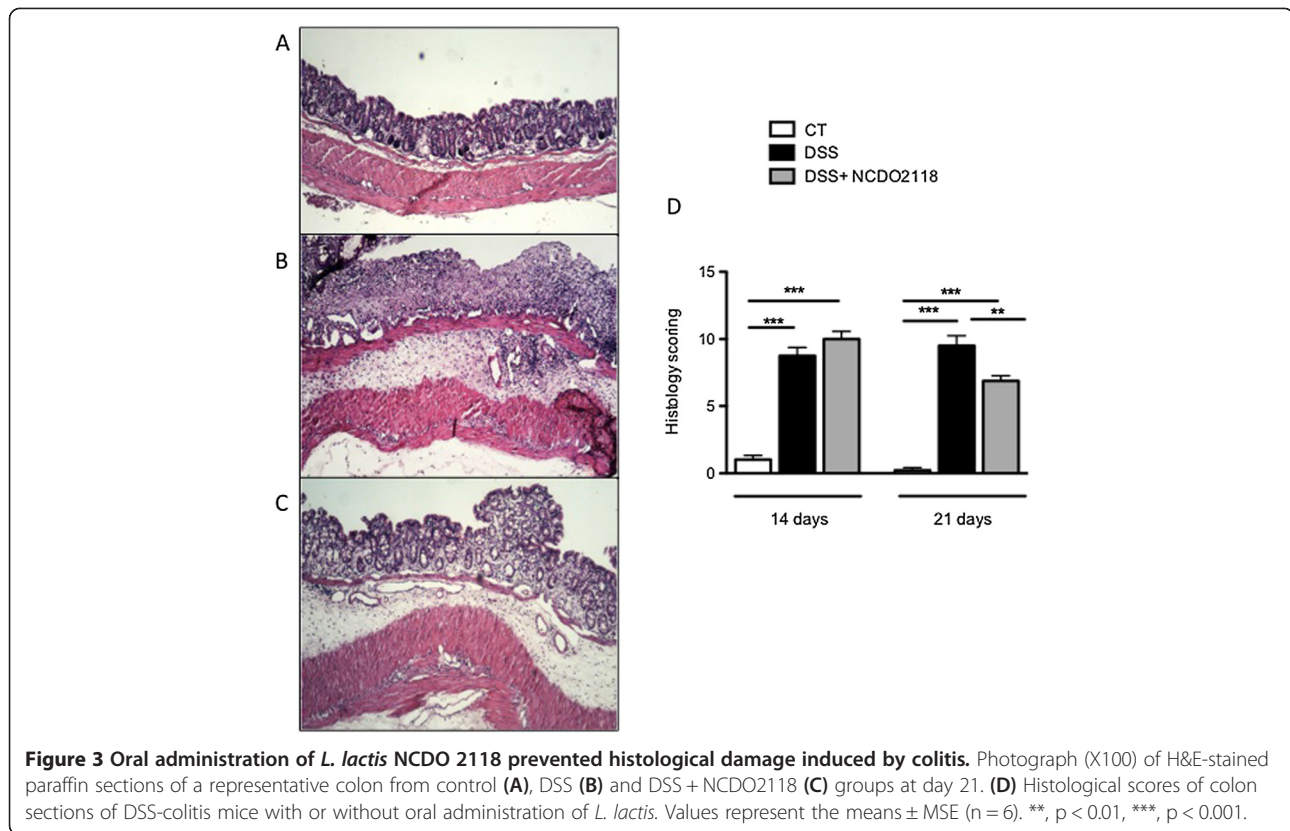 A
B
C
CT
DSS
DSS+ NCDO2118
D
Histology scoring
15
10
5
0
***
***
***
***
**
14 days
21 days
Figure 3 Oral administration of L. lactis NCDO 2118 prevented histological damage induced by colitis. Photograph (X100) of H&E-stained
paraffin sections of a representative colon from control (A), DSS (B) and DSS + NCDO2118 (C) groups at day 21. (D) Histological scores of colon
sections of DSS-colitis mice with or without oral administration of L. lactis. Values represent the means ± MSE (n = 6). **, p < 0.01, ***, p < 0.001.